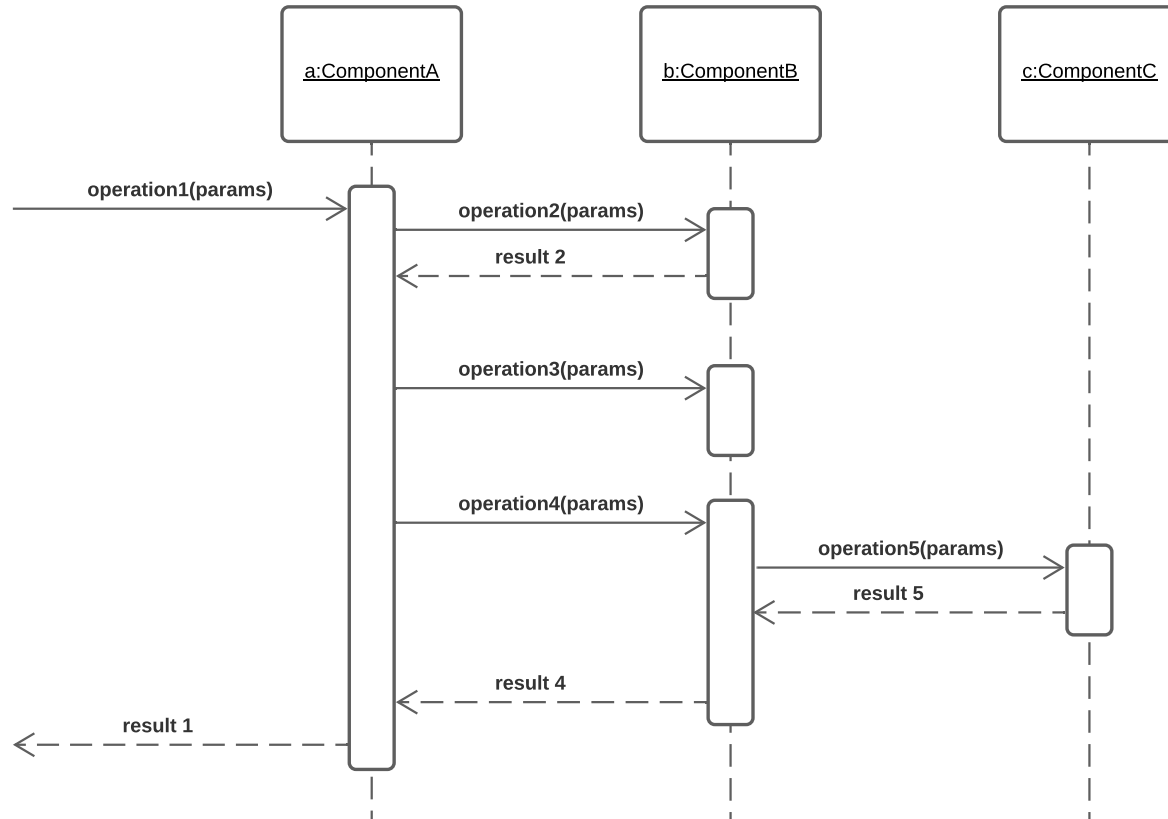 a:ComponentA
b:ComponentB
c:ComponentC
operation1(params)
operation2(params)
result 2
operation3(params)
operation4(params)
operation5(params)
result 5
result 4
result 1